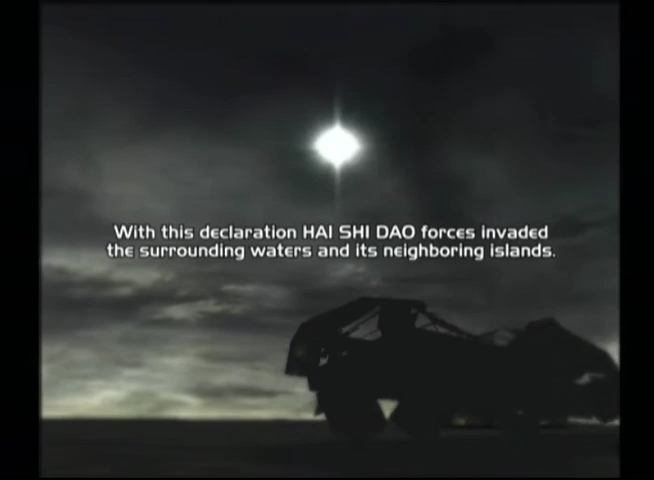 With this declaration HAI SHI DAO forces invaded
the surrounding waters and its neighboring islands.